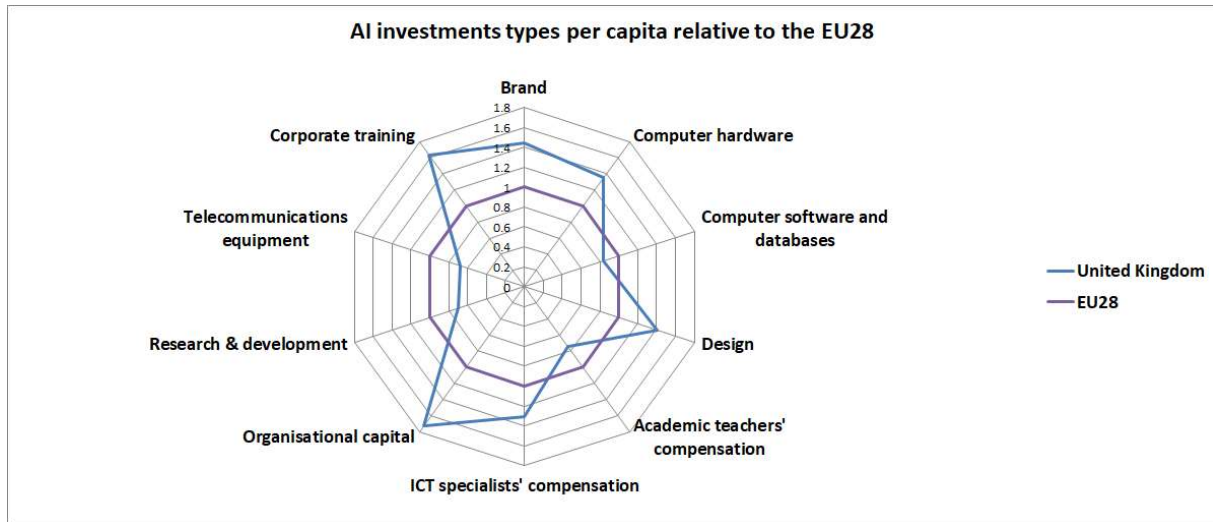 AI investments types per capita relative to the EU28
Brand
1.8
1.6
1.4
1.2
1
0.8
0.6
0.4
0.2
0
Computer hardware
Computer software and
databases
Design
Academic teachers'
compensation
ICT specialists' compensation
Organisational capital
Research & development
Telecommunications
equipment
Corporate training
United Kingdom
EU28